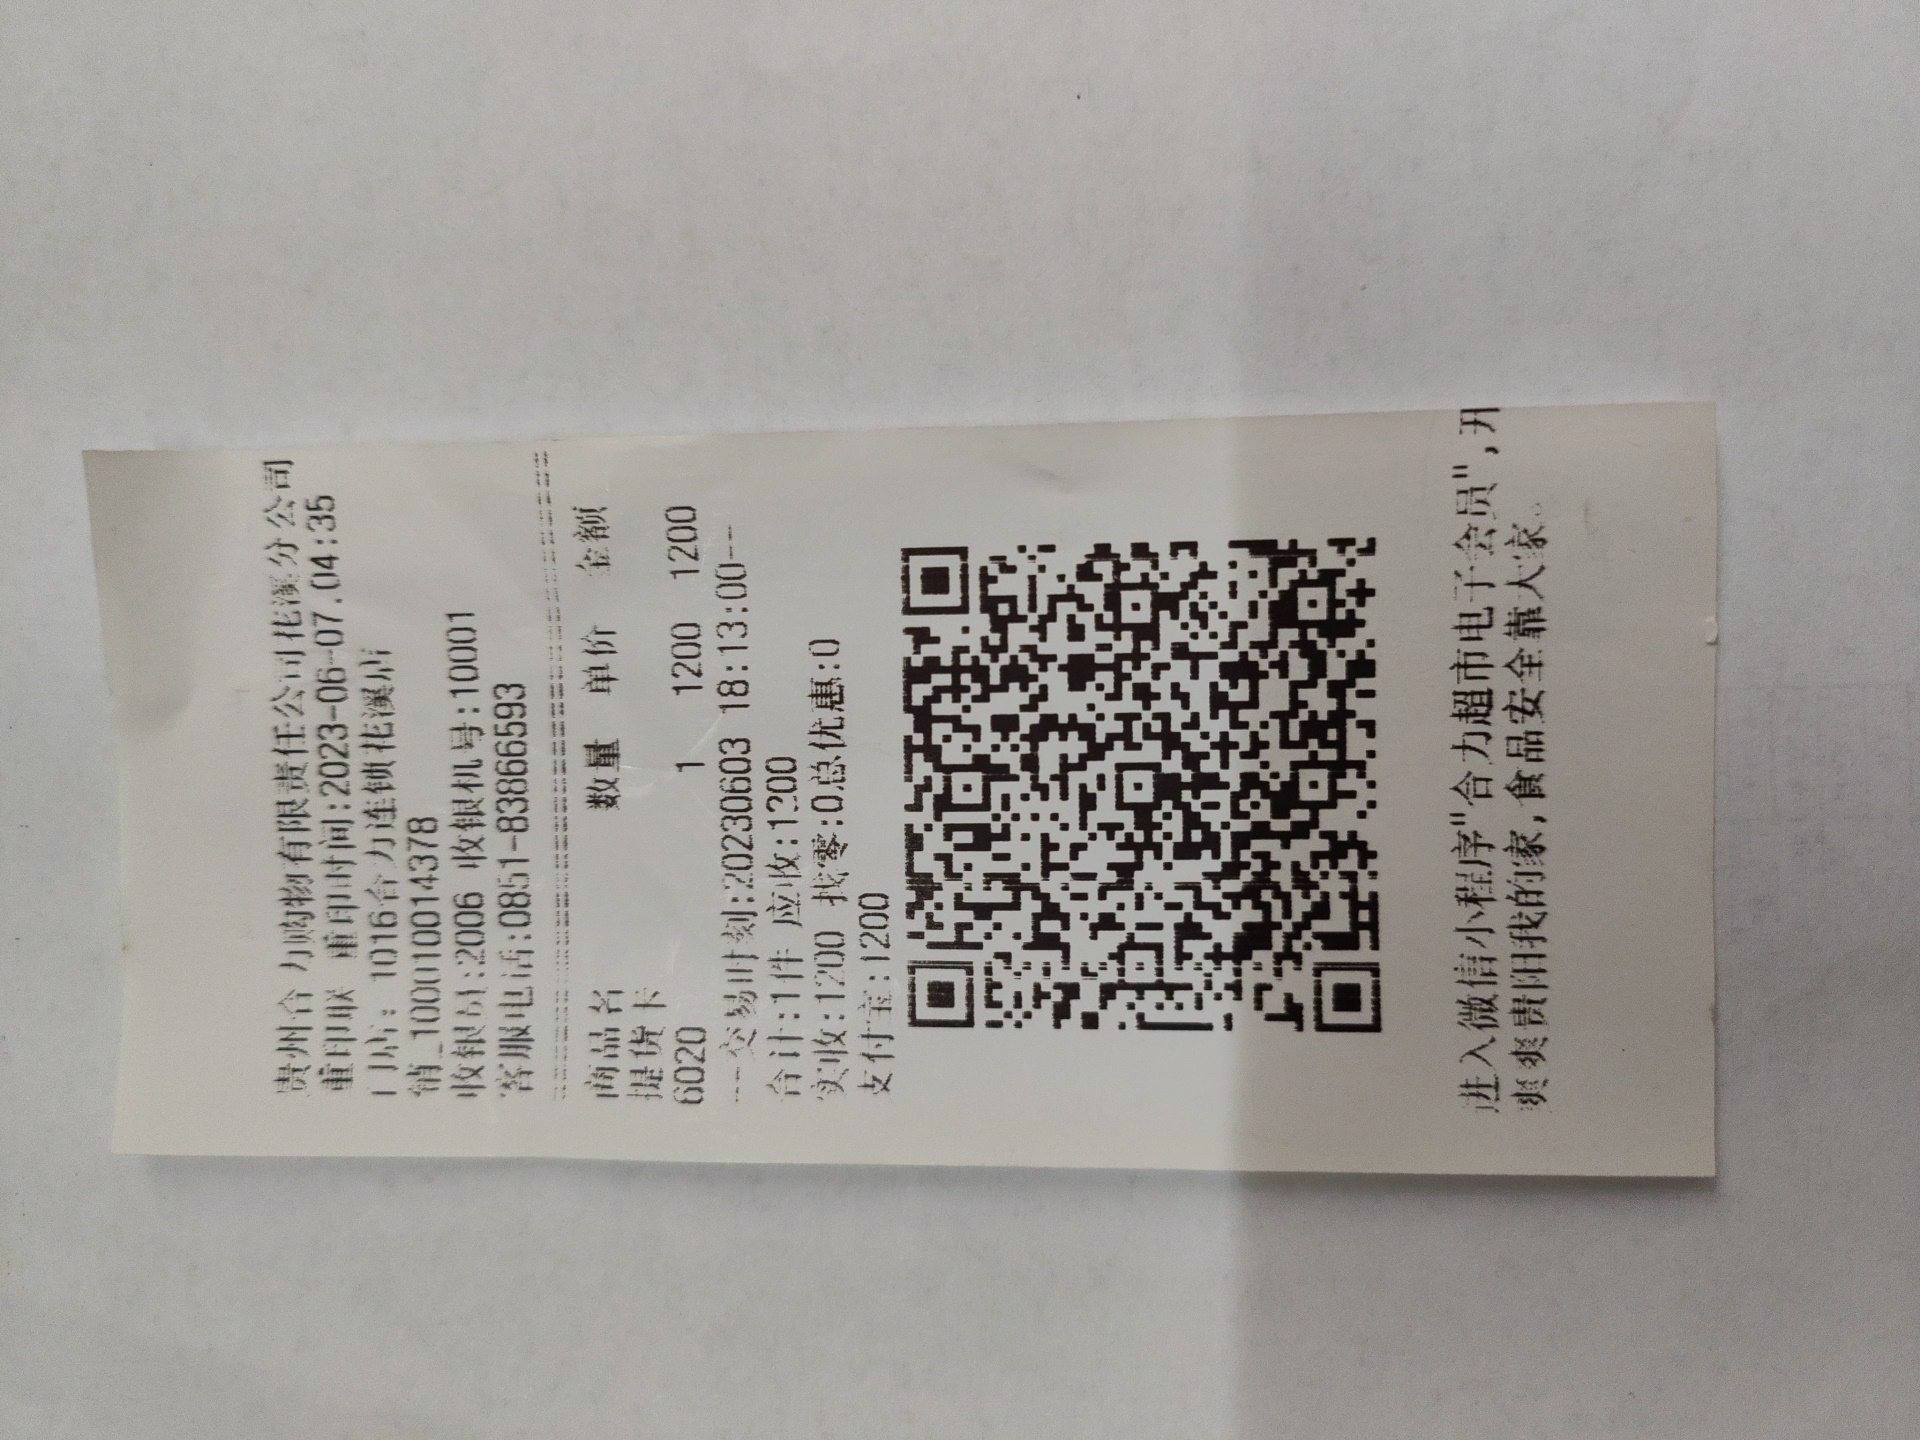 贵州合力购物有限责任公司花溪分公司
重印联 重印时间:2023-06-07.04:35
门店: 1016合力连锁花溪店
销_1000100014378
收银员:2006 收银机号:10001
客服电话:0851-83866593
商品名 数量 单价 金额
提货卡
6020 1 1200 1200
---交易时刻:20230603 18:13:00--
合计:1件 应收:1200
实收:1200 找零:0总优惠:0
支付宝:1200
进入微信小程序"合力超市电子会员",开
爽爽贵阳我的家,食品安全靠大家。